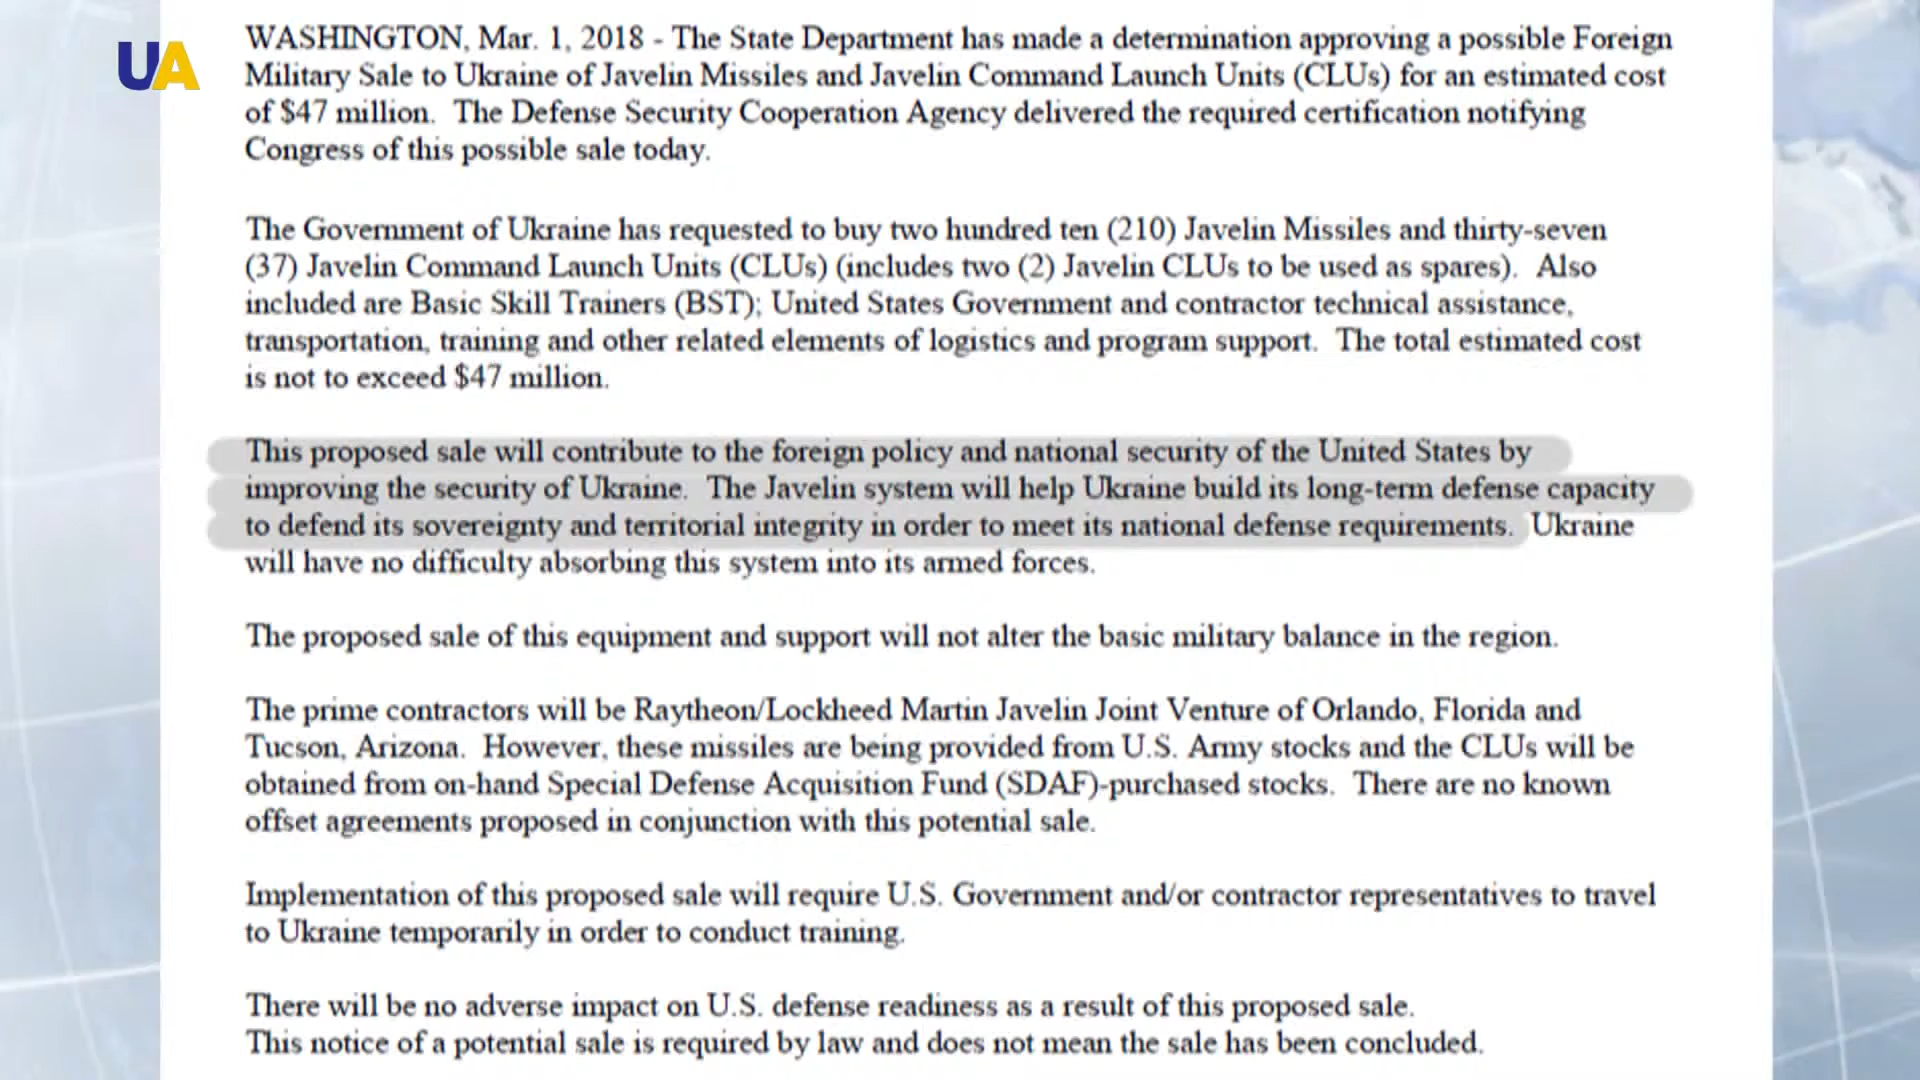 UA
WASHINGTON, Mar. 1, 2018 - The State Department has made a determination approving a possible Foreign
Military Sale to Ukraine of Javelin Missiles and Javelin Command Launch Units (CLUs) for an estimated cost
of $47 million.  The Defense Security Cooperation Agency delivered the required certification notifying
Congress of this possible sale today.
The Government of Ukraine has requested to buy two hundred ten (210) Javelin Missiles and thirty-seven
(37) Javelin Command Launch Units (CLUs) (includes two (2) Javelin CLUs to be used as spares).  Also
included are Basic Skill Trainers (BST); United States Government and contractor technical assistance,
transportation, training and other related elements of logistics and program support.  The total estimated cost
is not to exceed $47 million.
This proposed sale will contribute to the foreign policy and national security of the United States by
improving the security of Ukraine.  The Javelin system will help Ukraine build its long-term defense capacity
to defend its sovereignty and territorial integrity in order to meet its national defense requirements.  Ukraine
will have no difficulty absorbing this system into its armed forces.
The proposed sale of this equipment and support will not alter the basic military balance in the region.
The prime contractors will be Raytheon/Lockheed Martin Javelin Joint Venture of Orlando, Florida and
Tucson, Arizona.  However, these missiles are being provided from U.S. Army stocks and the CLUs will be
obtained from on-hand Special Defense Acquisition Fund (SDAF)-purchased stocks.  There are no known
offset agreements proposed in conjunction with this potential sale.
Implementation of this proposed sale will require U.S. Government and/or contractor representatives to travel
to Ukraine temporarily in order to conduct training.
There will be no adverse impact on U.S. defense readiness as a result of this proposed sale.
This notice of a potential sale is required by law and does not mean the sale has been concluded.